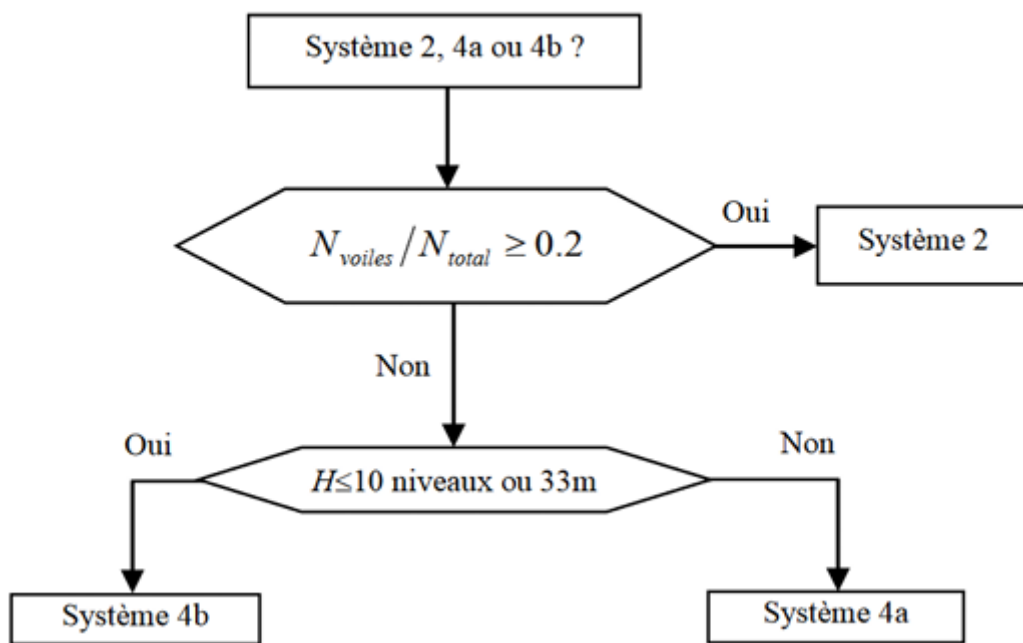 Système 2, 4a ou 4b ?
Oui
N_voiles/N_total ≥ 0.2
Système 2
Non
Oui
Non
H≤10 niveaux ou 33m
Système 4b
Système 4a